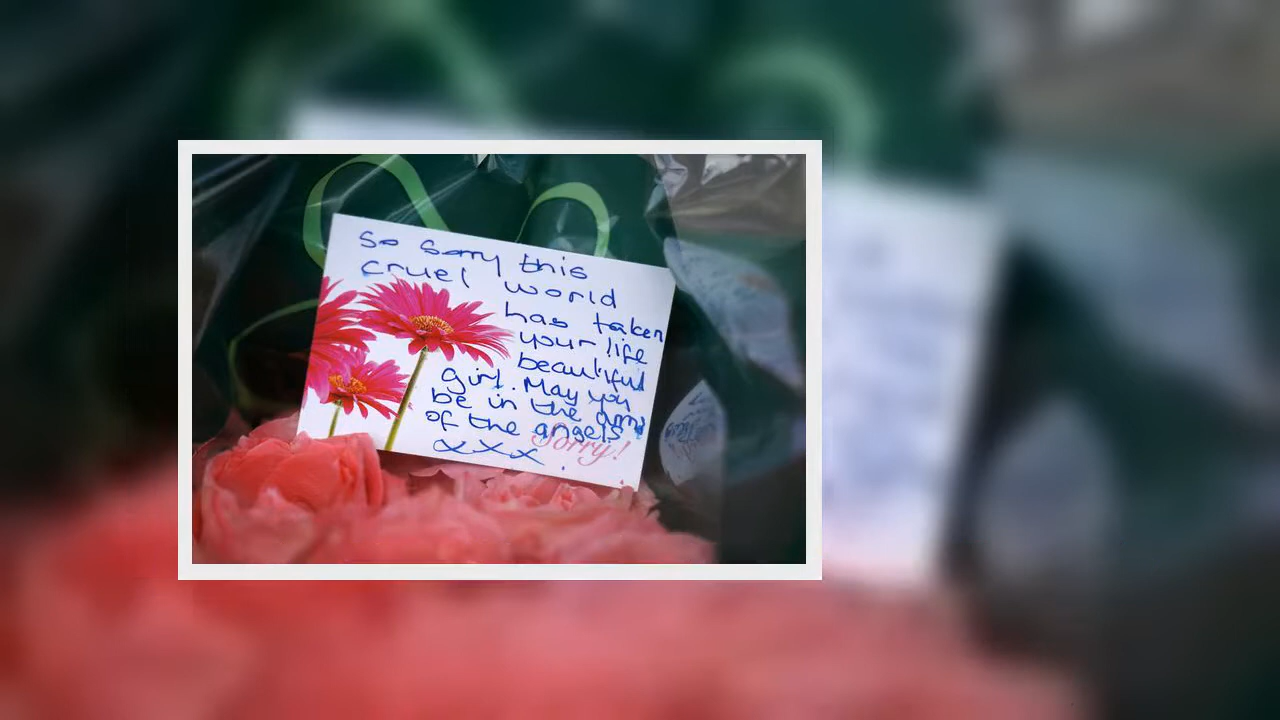 So Sorry this
cruel world
has taken
your life
beautiful
girl. May you
be in the arms
of the angels
Sorry!
xxx.